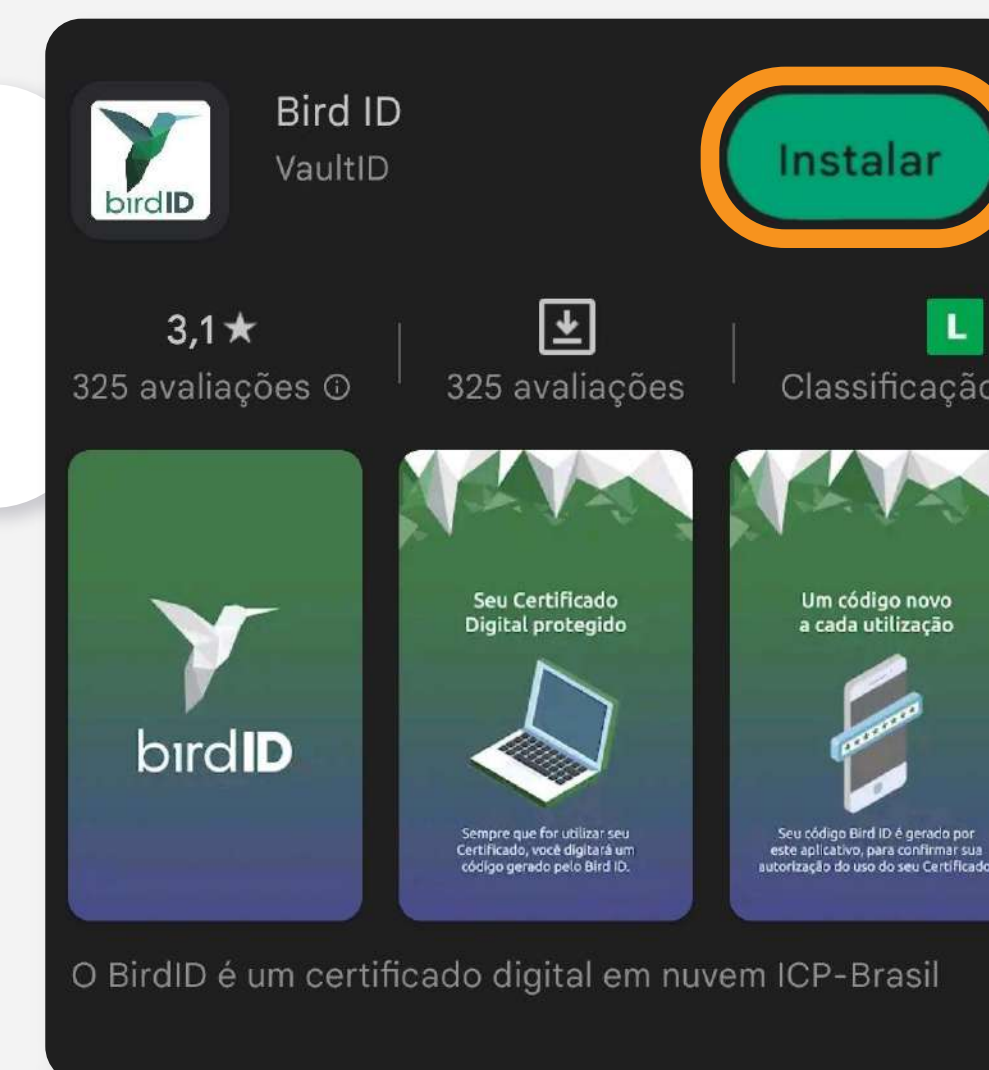 Bird ID
VaultID
Instalar
birdID
3,1★
325 avaliações
325 avaliações
L
Classificação
birdID
Seu Certificado
Digital protegido
Sempre que for utilizar seu
Certificado, você digitará um
código gerado pelo Bird ID.
Um código novo
a cada utilização
Seu código Bird ID é gerado por
este aplicativo, para confirmar sua
autorização do uso do seu Certificado
O BirdID é um certificado digital em nuvem ICP-Brasil